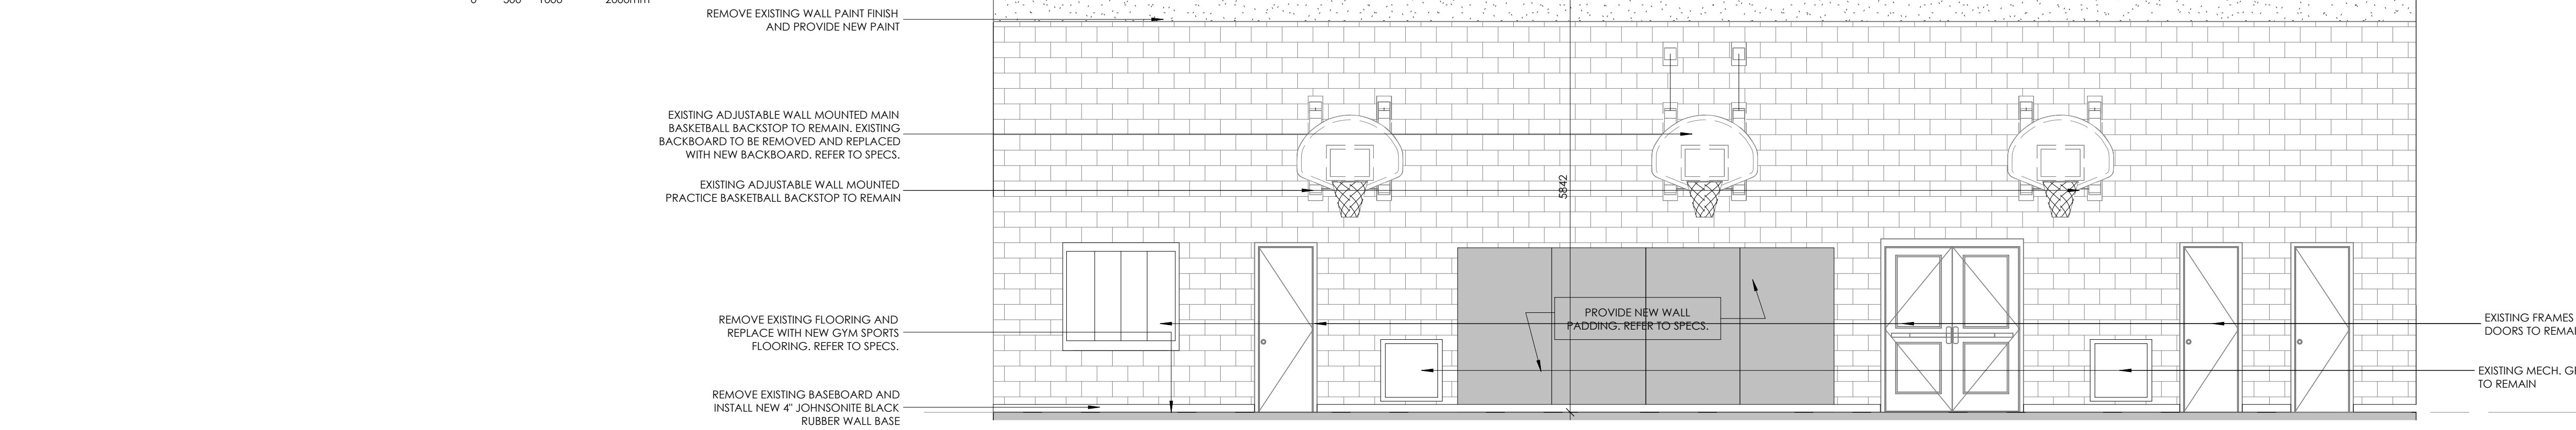 0 500 1000 2000mm
REMOVE EXISTING WALL PAINT FINISH
AND PROVIDE NEW PAINT
EXISTING ADJUSTABLE WALL MOUNTED MAIN
BASKETBALL BACKSTOP TO REMAIN. EXISTING
BACKBOARD TO BE REMOVED AND REPLACED
WITH NEW BACKBOARD. REFER TO SPECS.
EXISTING ADJUSTABLE WALL MOUNTED
PRACTICE BASKETBALL BACKSTOP TO REMAIN
5842
PROVIDE NEW WALL
PADDING. REFER TO SPECS.
REMOVE EXISTING FLOORING AND
REPLACE WITH NEW GYM SPORTS
FLOORING. REFER TO SPECS.
REMOVE EXISTING BASEBOARD AND
INSTALL NEW 4" JOHNSONITE BLACK
RUBBER WALL BASE
EXISTING FRAMES
DOORS TO REMAI
EXISTING MECH. G
TO REMAIN